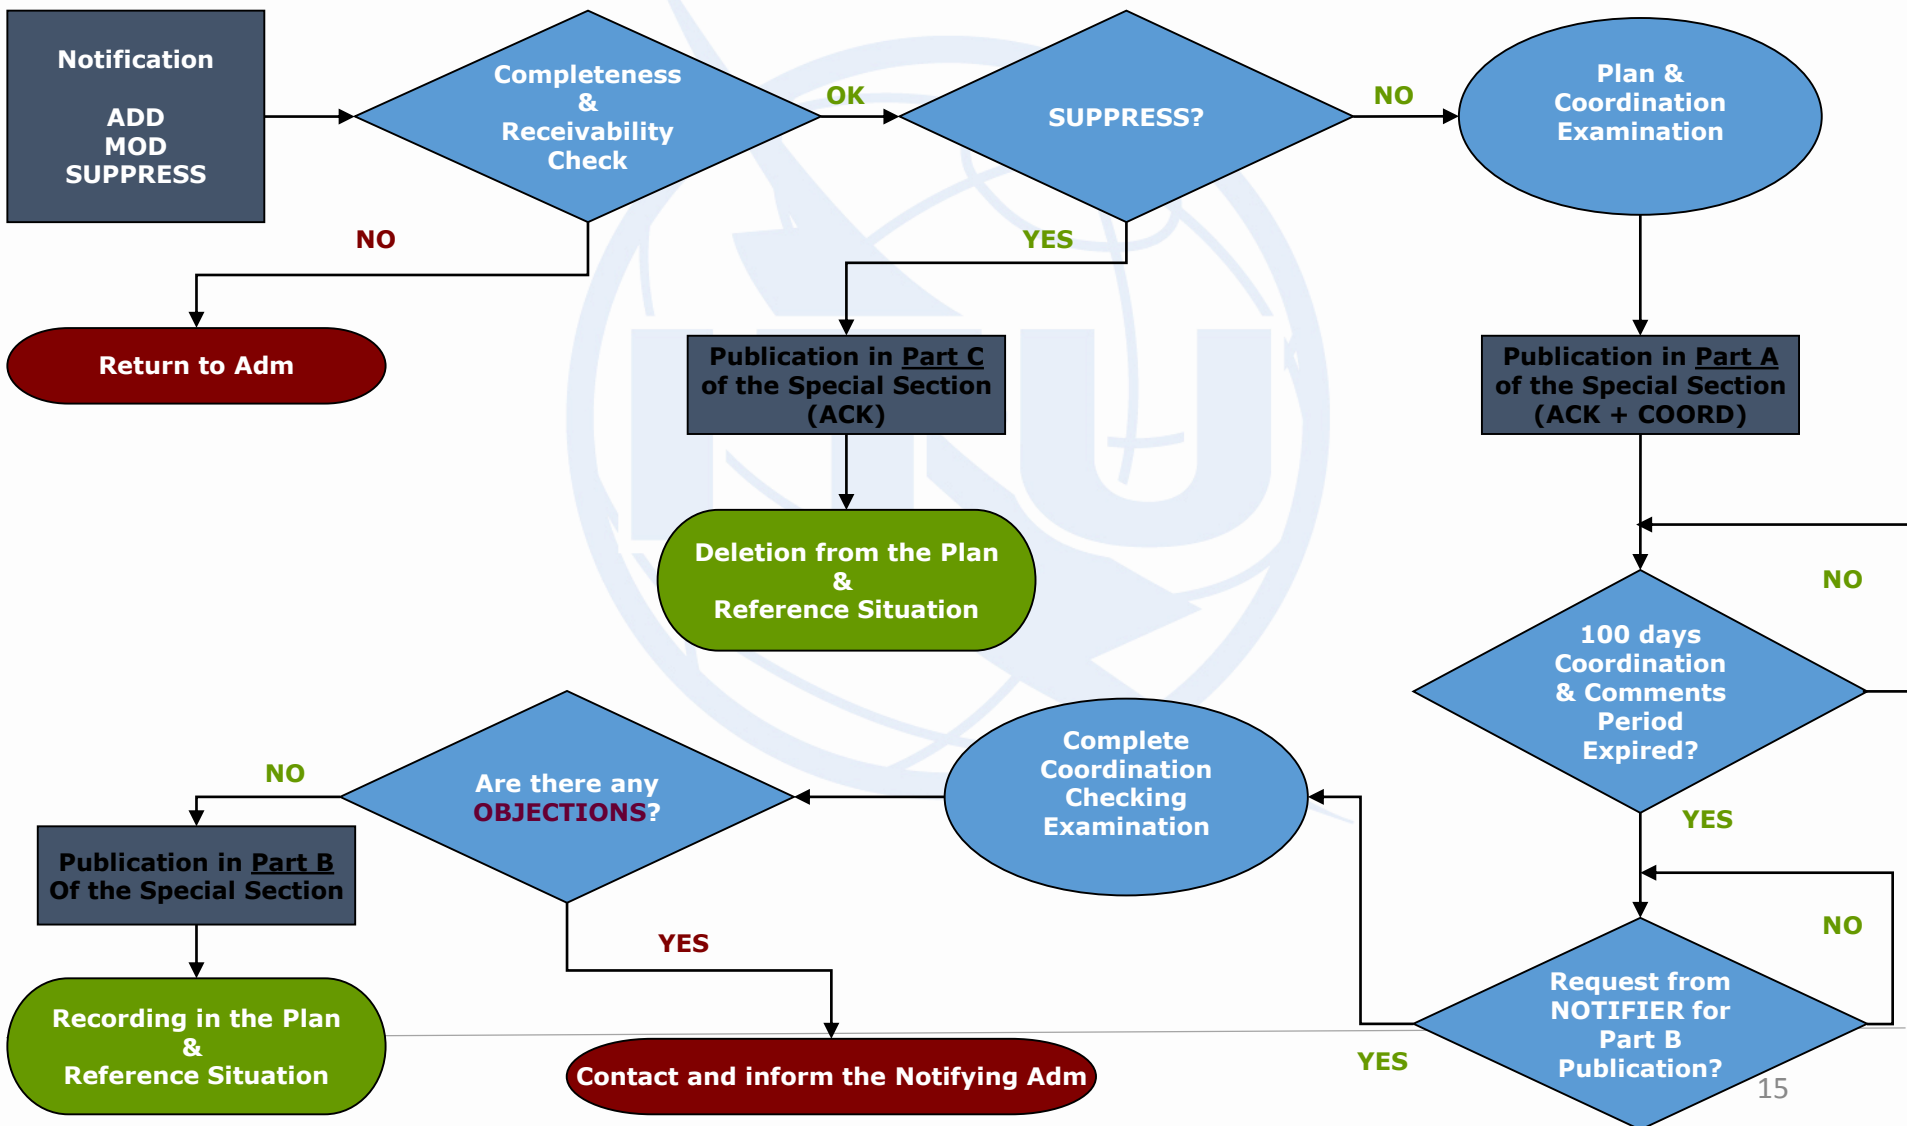 Notification
ADD
MOD
SUPPRESS
Completeness
&
Receivability
Check
OK
SUPPRESS?
NO
Plan &
Coordination
Examination
NO
YES
Return to Adm
Publication in Part C
of the Special Section
(ACK)
Publication in Part A
of the Special Section
(ACK + COORD)
ITU
Deletion from the Plan
&
Reference Situation
NO
100 days
Coordination
& Comments
Period
Expired?
YES
Complete
Coordination
Checking
Examination
Are there any
OBJECTIONS?
NO
Publication in Part B
Of the Special Section
YES
NO
Request from
NOTIFIER for
Part B
Publication?
YES
Recording in the Plan
&
Reference Situation
Contact and inform the Notifying Adm
15